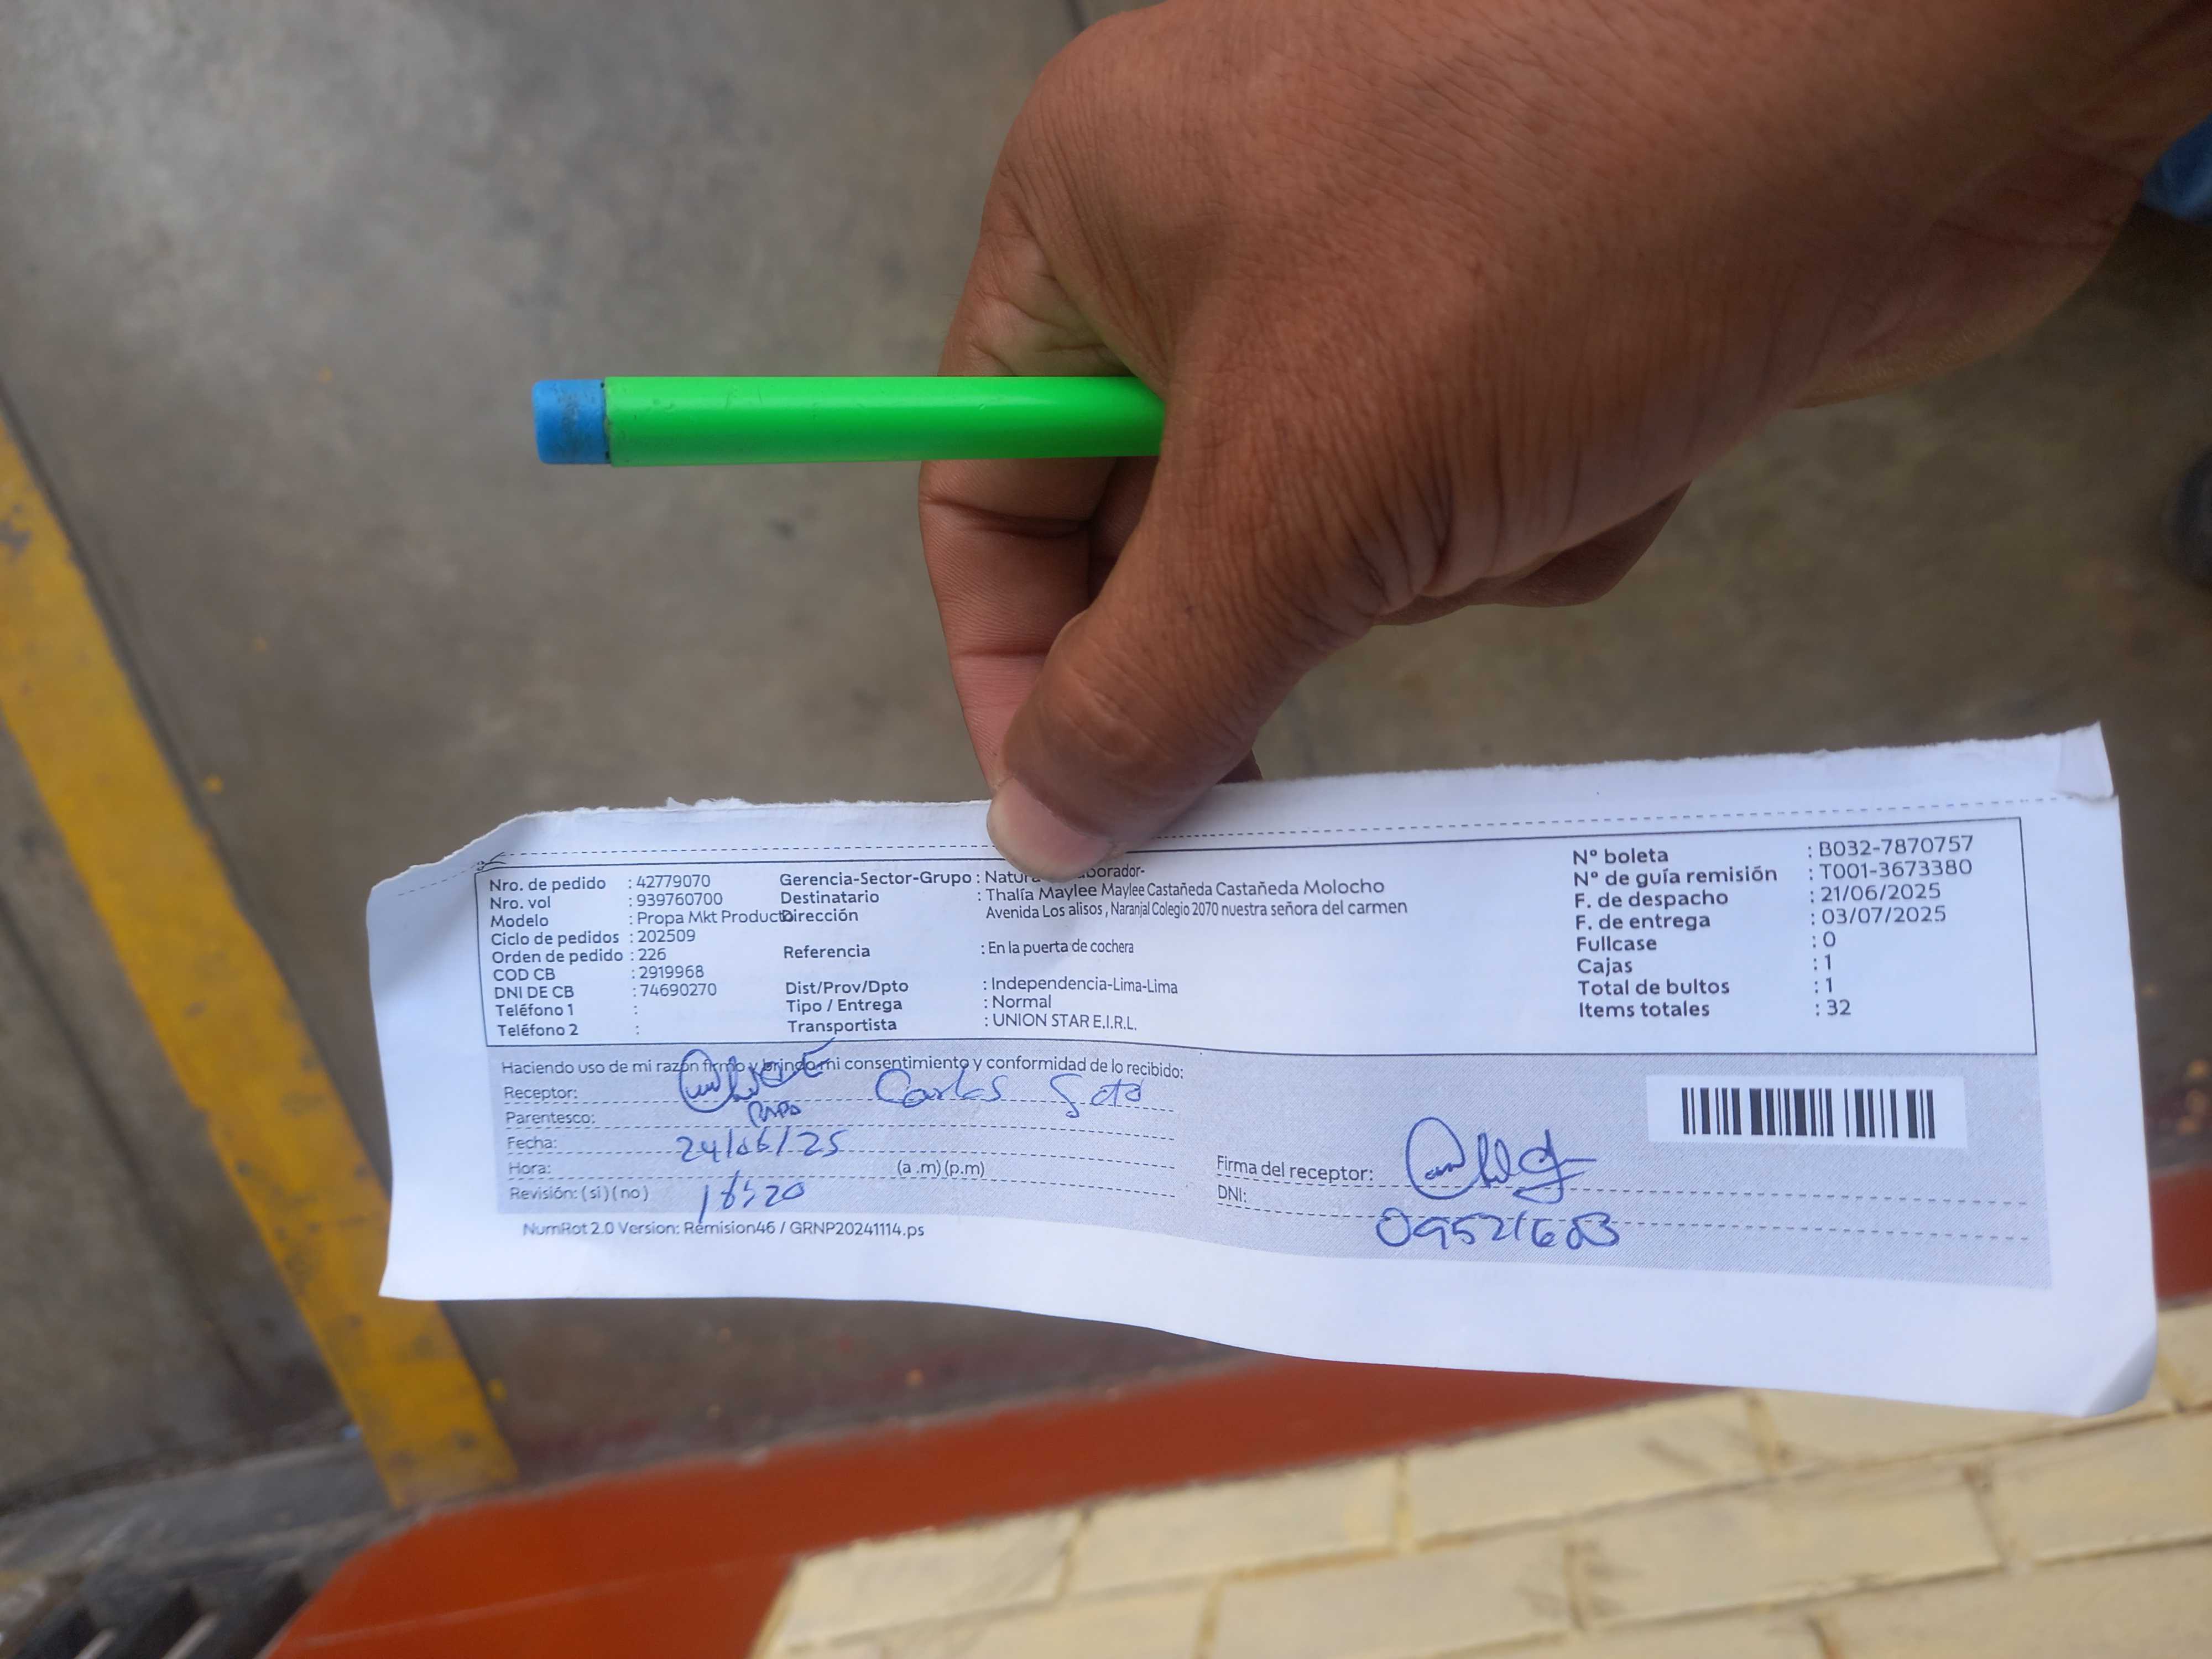 Nro. de pedido : 42779070
Nro. vol : 939760700
Modelo : Propa Mkt Producto
Ciclo de pedidos : 202509
Orden de pedido : 226
COD CB : 2919968
DNI DE CB : 74690270
Teléfono 1 :
Teléfono 2 :
Gerencia-Sector-Grupo : Natura
Destinatario : Thalía Maylee Maylee Castañeda Castañeda Molocho
Dirección Avenida Los alisos , Naranjal Colegio 2070 nuestra señora del carmen
Referencia : En la puerta de cochera
Dist/Prov/Dpto : Independencia-Lima-Lima
Tipo / Entrega : Normal
Transportista : UNION STAR E.I.R.L.
N° boleta : B032-7870757
N° de guía remisión : T001-3673380
F. de despacho : 21/06/2025
F. de entrega : 03/07/2025
Fullcase : 0
Cajas : 1
Total de bultos : 1
Items totales : 32
Haciendo uso de mi razón firmo y brindo mi consentimiento y conformidad de lo recibido:
Receptor: Carlos Soto
Parentesco:
Fecha: 24/06/25
Hora: (a .m) (p.m)
Revisión: ( si ) ( no )
Firma del receptor:
DNI:
NumRot 2.0 Version: Remision46 / GRNP20241114.ps